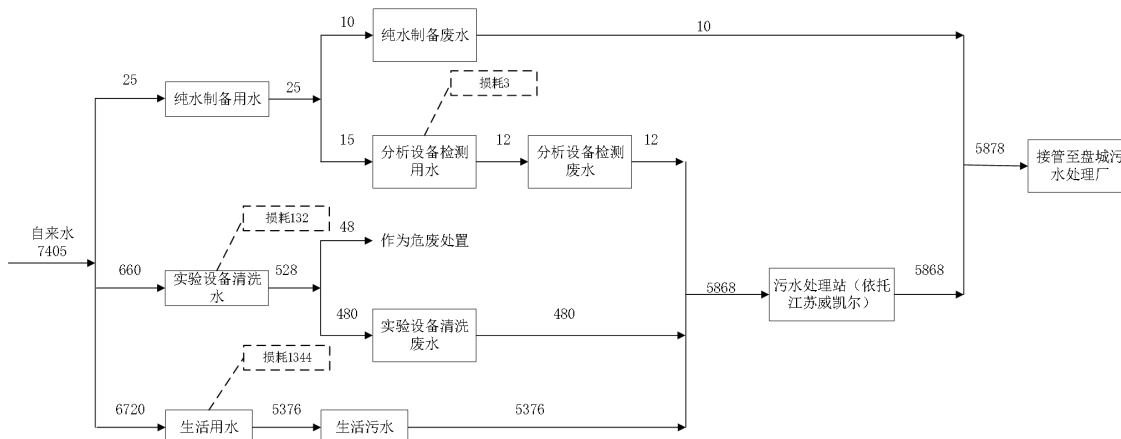 10
纯水制备废水
10
25
纯水制备用水
25
损耗3
15
分析设备检测
用水
12
分析设备检测
废水
12
5878
接管至盘城污
水处理厂
自来水
7405
损耗132
48
作为危废处置
660
实验设备清洗
水
528
5868
污水处理站（依托
江苏威凯尔）
5868
480
实验设备清洗
废水
480
损耗1344
6720
生活用水
5376
生活污水
5376